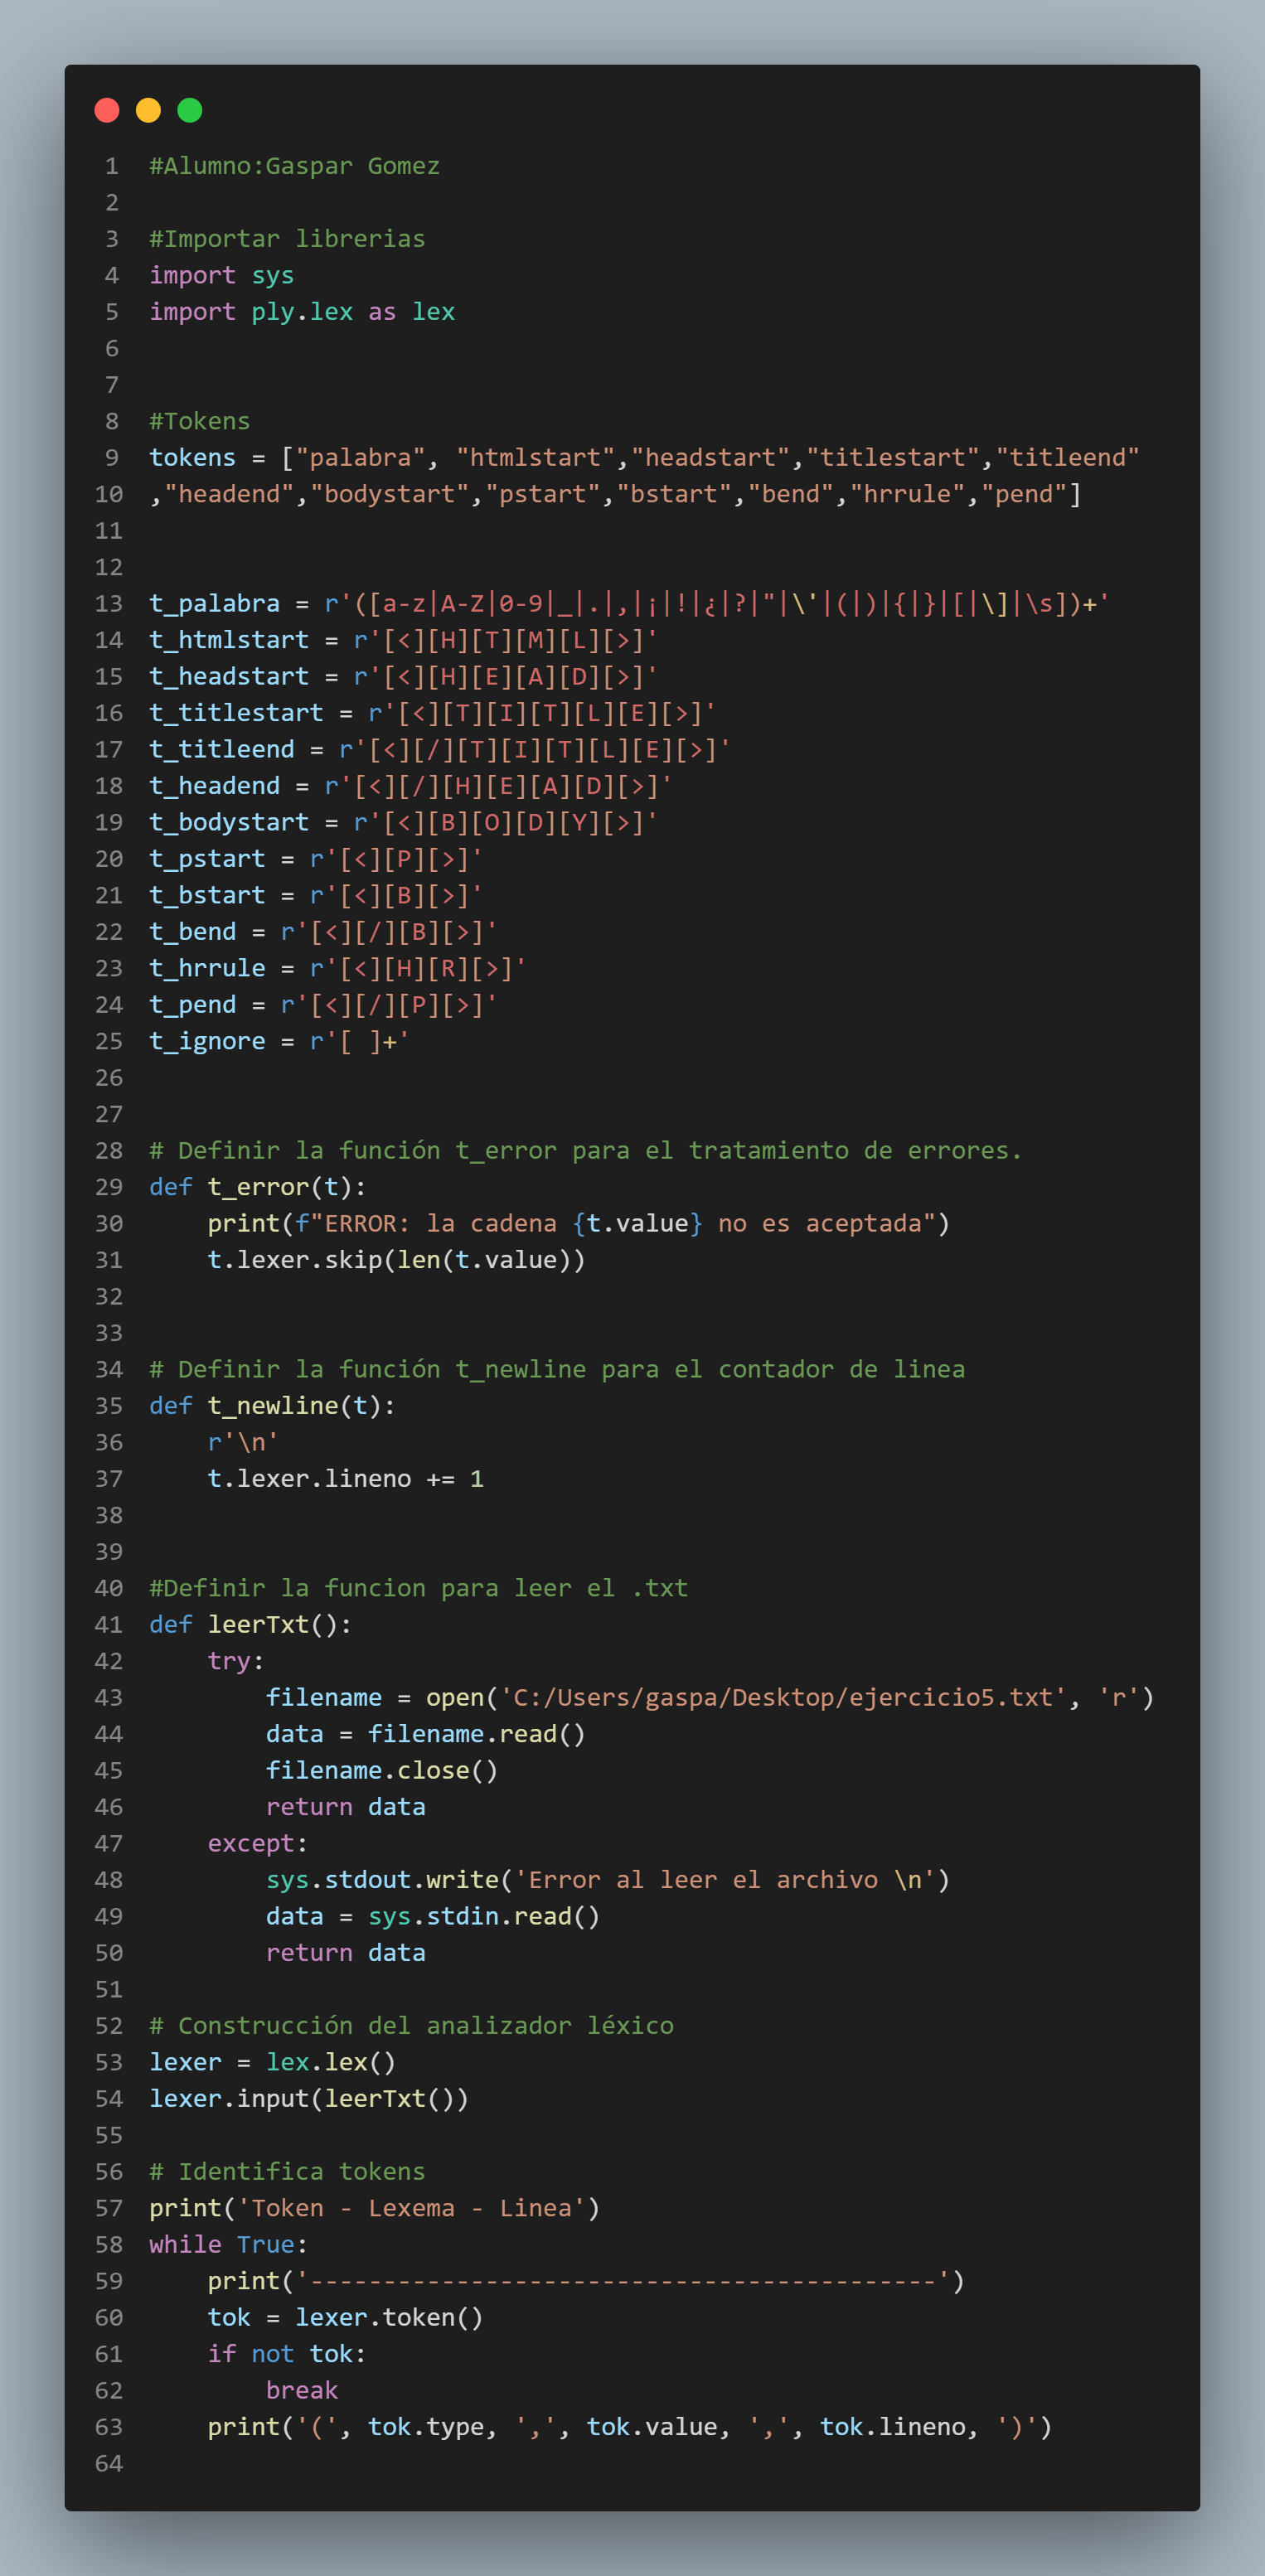 1 #Alumno:Gaspar Gomez
2
3 #Importar librerias
4 import sys
5 import ply.lex as lex
6
7
8 #Tokens
9 tokens = ["palabra", "htmlstart","headstart","titlestart","titleend"
10 ,"headend","bodystart","pstart","bstart","bend","hrrule","pend"]
11
12
13 t_palabra = r'([a-z|A-Z|0-9|_|.|,|¡|!|¿|?|"|\'|(|)|{|}|[|\]|\s])+'
14 t_htmlstart = r'[<][H][T][M][L][>]'
15 t_headstart = r'[<][H][E][A][D][>]'
16 t_titlestart = r'[<][T][I][T][L][E][>]'
17 t_titleend = r'[<][/][T][I][T][L][E][>]'
18 t_headend = r'[<][/][H][E][A][D][>]'
19 t_bodystart = r'[<][B][O][D][Y][>]'
20 t_pstart = r'[<][P][>]'
21 t_bstart = r'[<][B][>]'
22 t_bend = r'[<][/][B][>]'
23 t_hrrule = r'[<][H][R][>]'
24 t_pend = r'[<][/][P][>]'
25 t_ignore = r'[ ]+'
26
27
28 # Definir la función t_error para el tratamiento de errores.
29 def t_error(t):
30     print(f"ERROR: la cadena {t.value} no es aceptada")
31     t.lexer.skip(len(t.value))
32
33
34 # Definir la función t_newline para el contador de linea
35 def t_newline(t):
36     r'\n'
37     t.lexer.lineno += 1
38
39
40 #Definir la funcion para leer el .txt
41 def leerTxt():
42     try:
43         filename = open('C:/Users/gaspa/Desktop/ejercicio5.txt', 'r')
44         data = filename.read()
45         filename.close()
46         return data
47     except:
48         sys.stdout.write('Error al leer el archivo \n')
49         data = sys.stdin.read()
50         return data
51
52 # Construcción del analizador léxico
53 lexer = lex.lex()
54 lexer.input(leerTxt())
55
56 # Identifica tokens
57 print('Token - Lexema - Linea')
58 while True:
59     print('-------------------------------------------')
60     tok = lexer.token()
61     if not tok:
62         break
63     print('(', tok.type, ',', tok.value, ',', tok.lineno, ')')
64